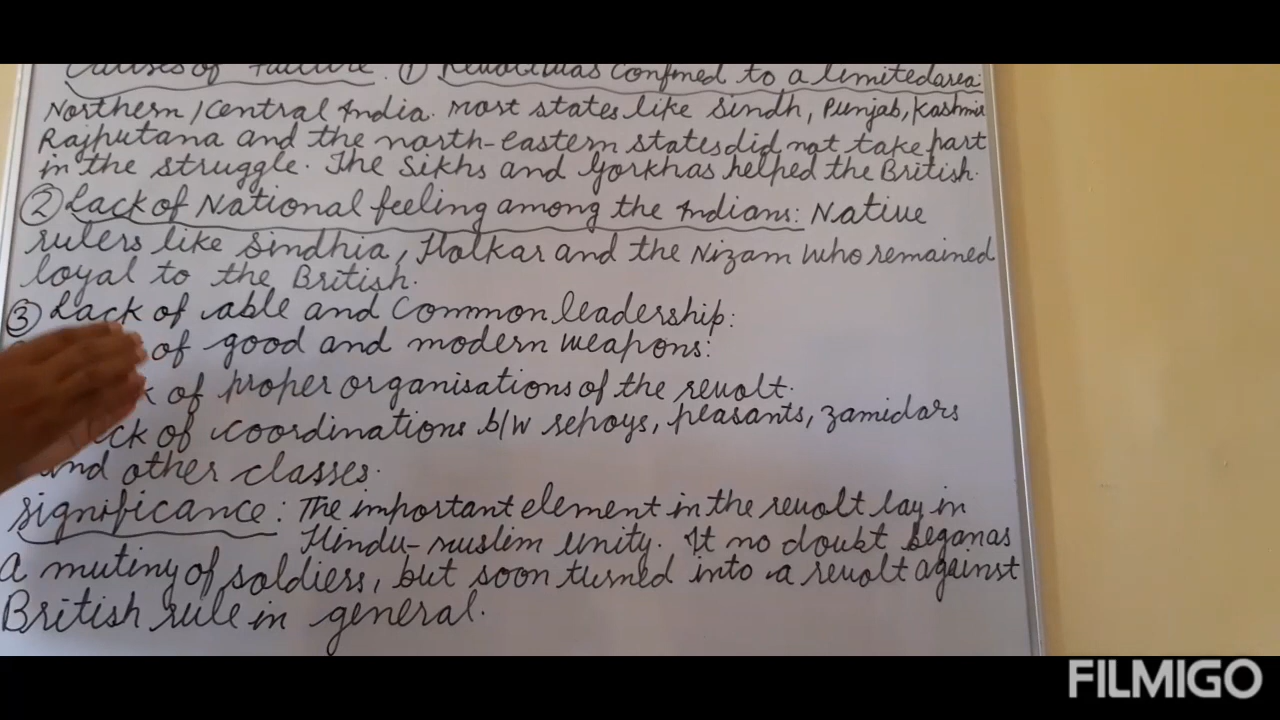 Causes of Failure. ① Revolt was confined to a limited area:
Northern/Central India. Most states like Sindh, Punjab, Kashmir
Rajputana and the north-eastern states did not take part
in the struggle. The Sikhs and Gorkhas helped the British.
② Lack of National feeling among the Indians: Native
rulers like Sindhia, Holkar and the Nizam who remained
loyal to the British.
③ Lack of able and common leadership:
of good and modern weapons:
k of proper organisations of the revolt.
ck of coordinations b/w sepoys, peasants, zamidars
and other classes.
Significance: The important element in the revolt lay in
Hindu-muslim unity. It no doubt began as
a mutiny of soldiers, but soon turned into a revolt against
British rule in general.
FILMIGO